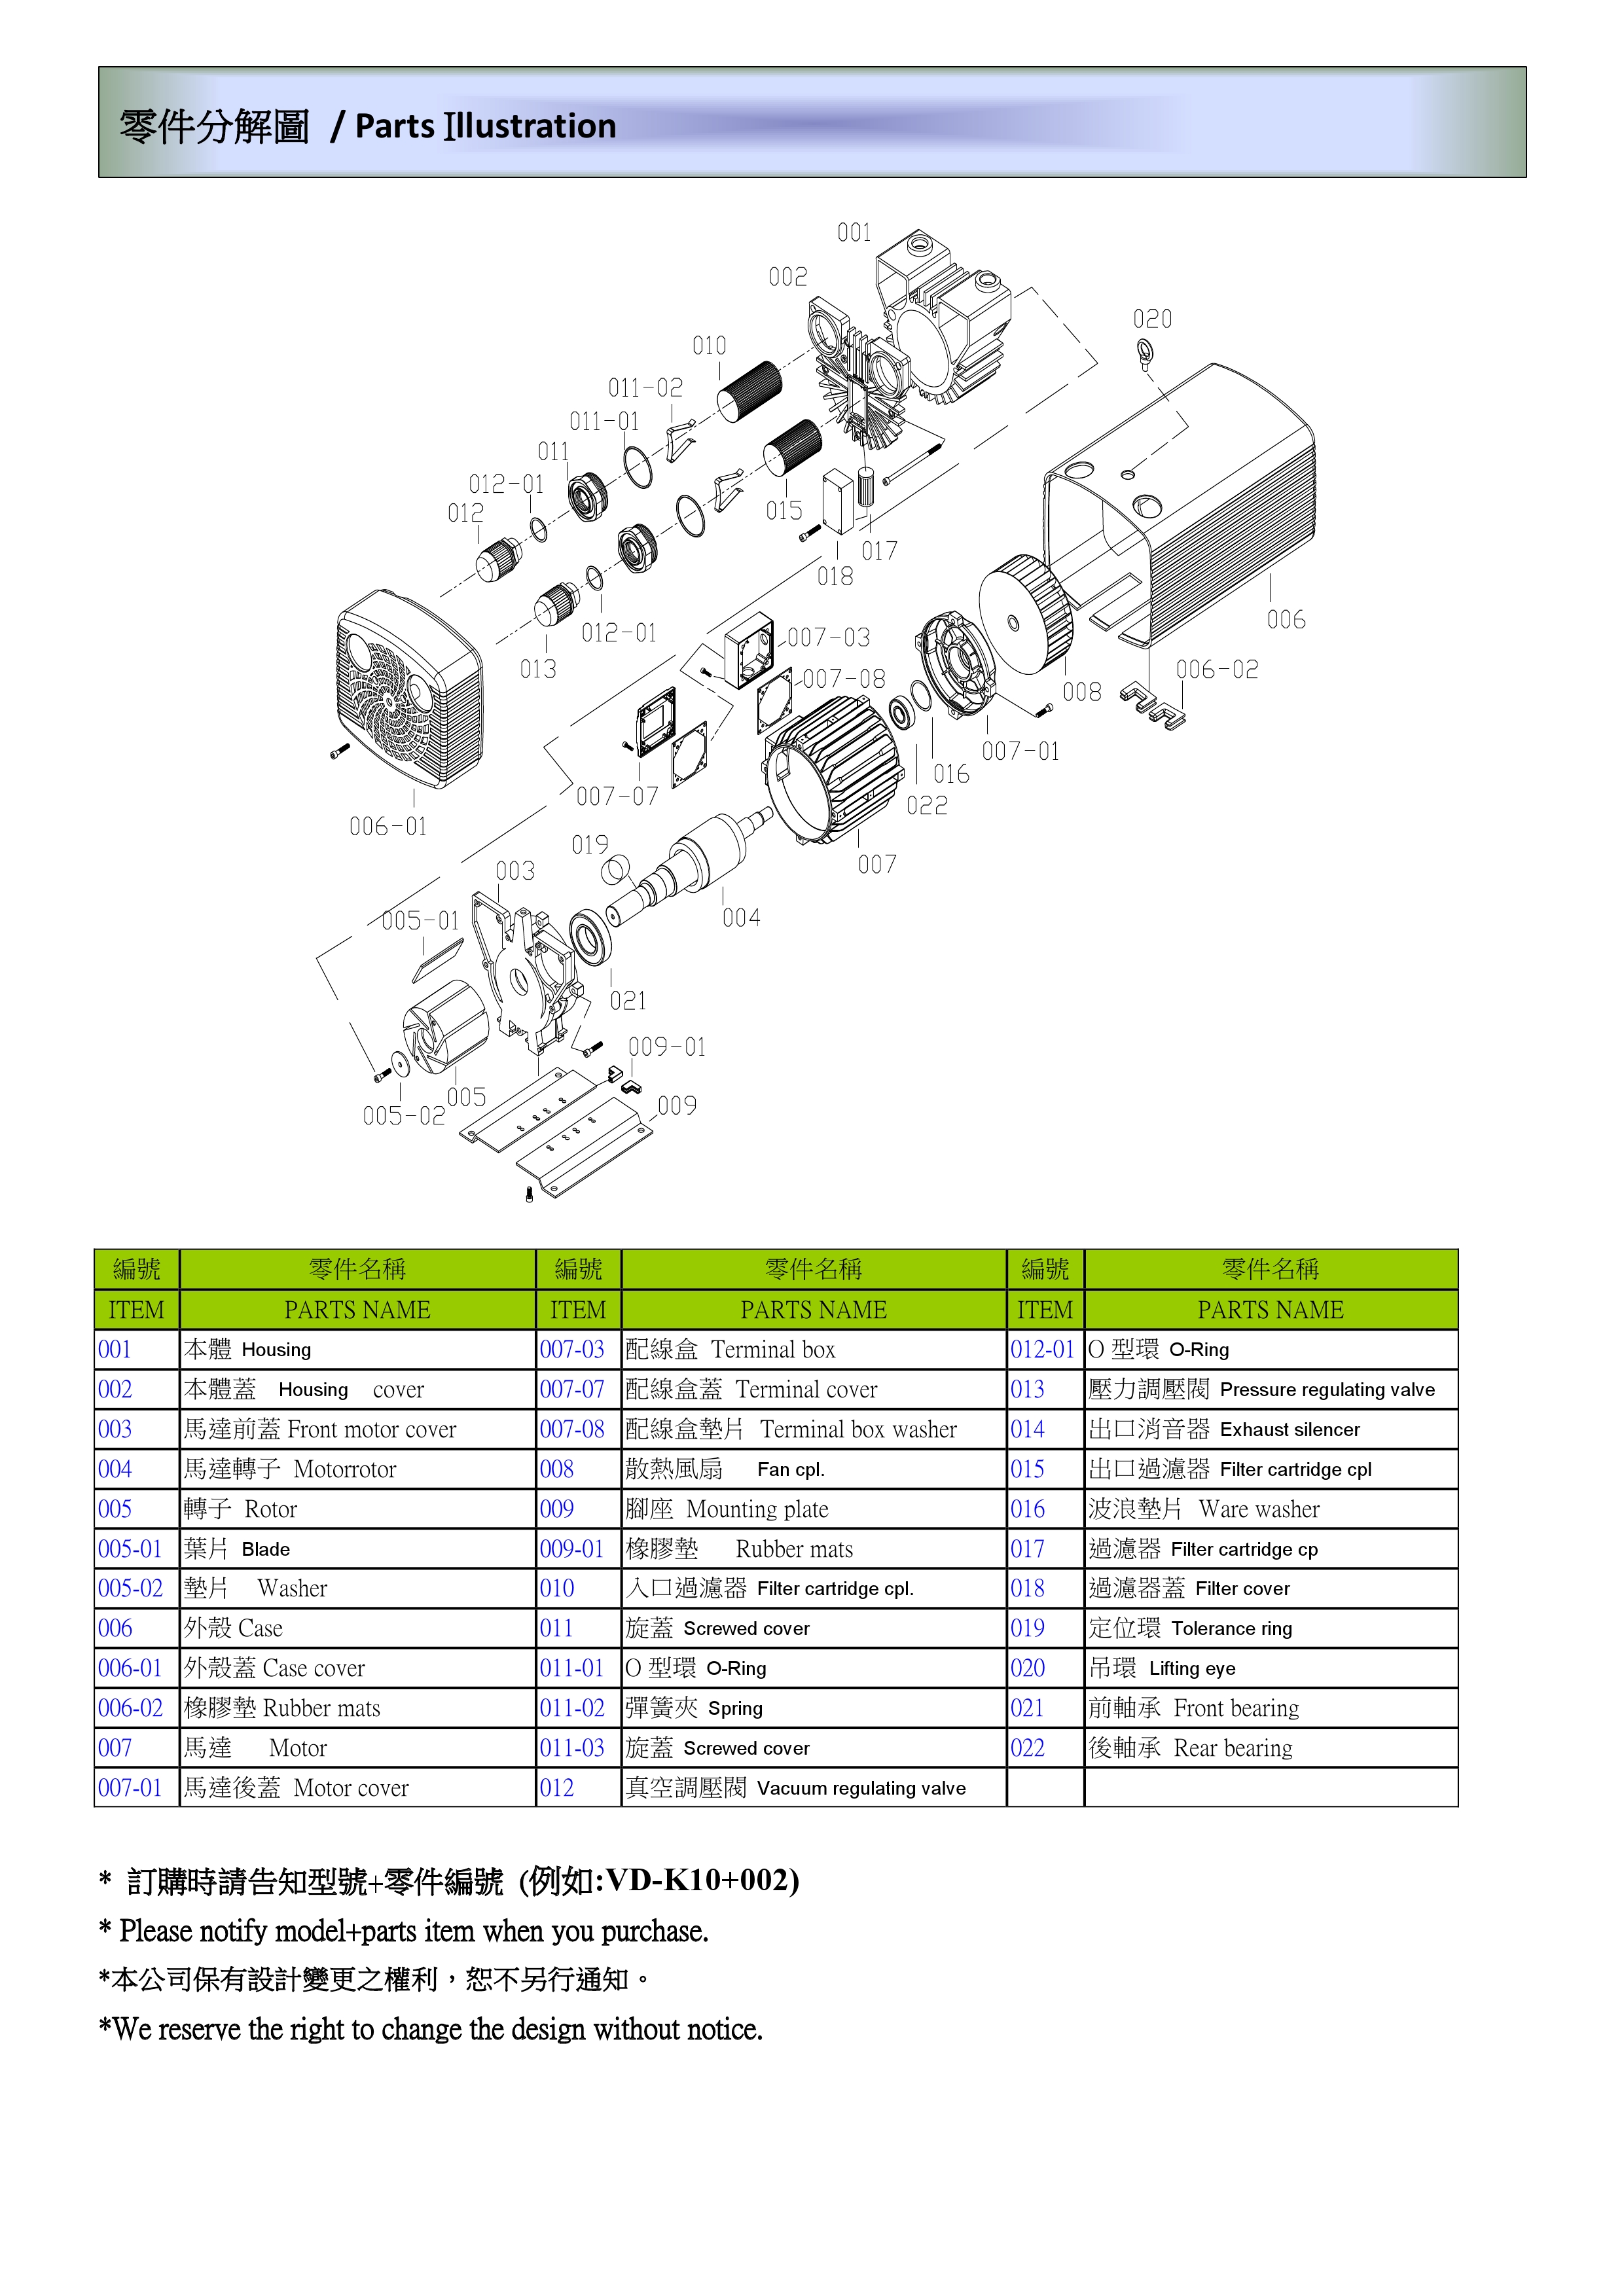 零件分解圖 / Parts Illustration
001
002
020
010
011-02
011-01
011
012-01
012
015
017
018
006
012-01
013
007-03
007-08
006-02
008
007-01
016
007-07
022
006-01
019
007
003
004
005-01
021
009-01
005
009
005-02
編號 零件名稱 編號 零件名稱 編號 零件名稱
ITEM PARTS NAME ITEM PARTS NAME ITEM PARTS NAME
001 本體 Housing 007-03 配線盒 Terminal box 012-01 O 型環 O-Ring
002 本體蓋 Housing cover 007-07 配線盒蓋 Terminal cover 013 壓力調壓閥 Pressure regulating valve
003 馬達前蓋 Front motor cover 007-08 配線盒墊片 Terminal box washer 014 出口消音器 Exhaust silencer
004 馬達轉子 Motorrotor 008 散熱風扇 Fan cpl. 015 出口過濾器 Filter cartridge cpl
005 轉子 Rotor 009 腳座 Mounting plate 016 波浪墊片 Ware washer
005-01 葉片 Blade 009-01 橡膠墊 Rubber mats 017 過濾器 Filter cartridge cp
005-02 墊片 Washer 010 入口過濾器 Filter cartridge cpl. 018 過濾器蓋 Filter cover
006 外殼 Case 011 旋蓋 Screwed cover 019 定位環 Tolerance ring
006-01 外殼蓋 Case cover 011-01 O 型環 O-Ring 020 吊環 Lifting eye
006-02 橡膠墊 Rubber mats 011-02 彈簧夾 Spring 021 前軸承 Front bearing
007 馬達 Motor 011-03 旋蓋 Screwed cover 022 後軸承 Rear bearing
007-01 馬達後蓋 Motor cover 012 真空調壓閥 Vacuum regulating valve
* 訂購時請告知型號+零件編號 (例如:VD-K10+002)
* Please notify model+parts item when you purchase.
*本公司保有設計變更之權利，恕不另行通知。
*We reserve the right to change the design without notice.